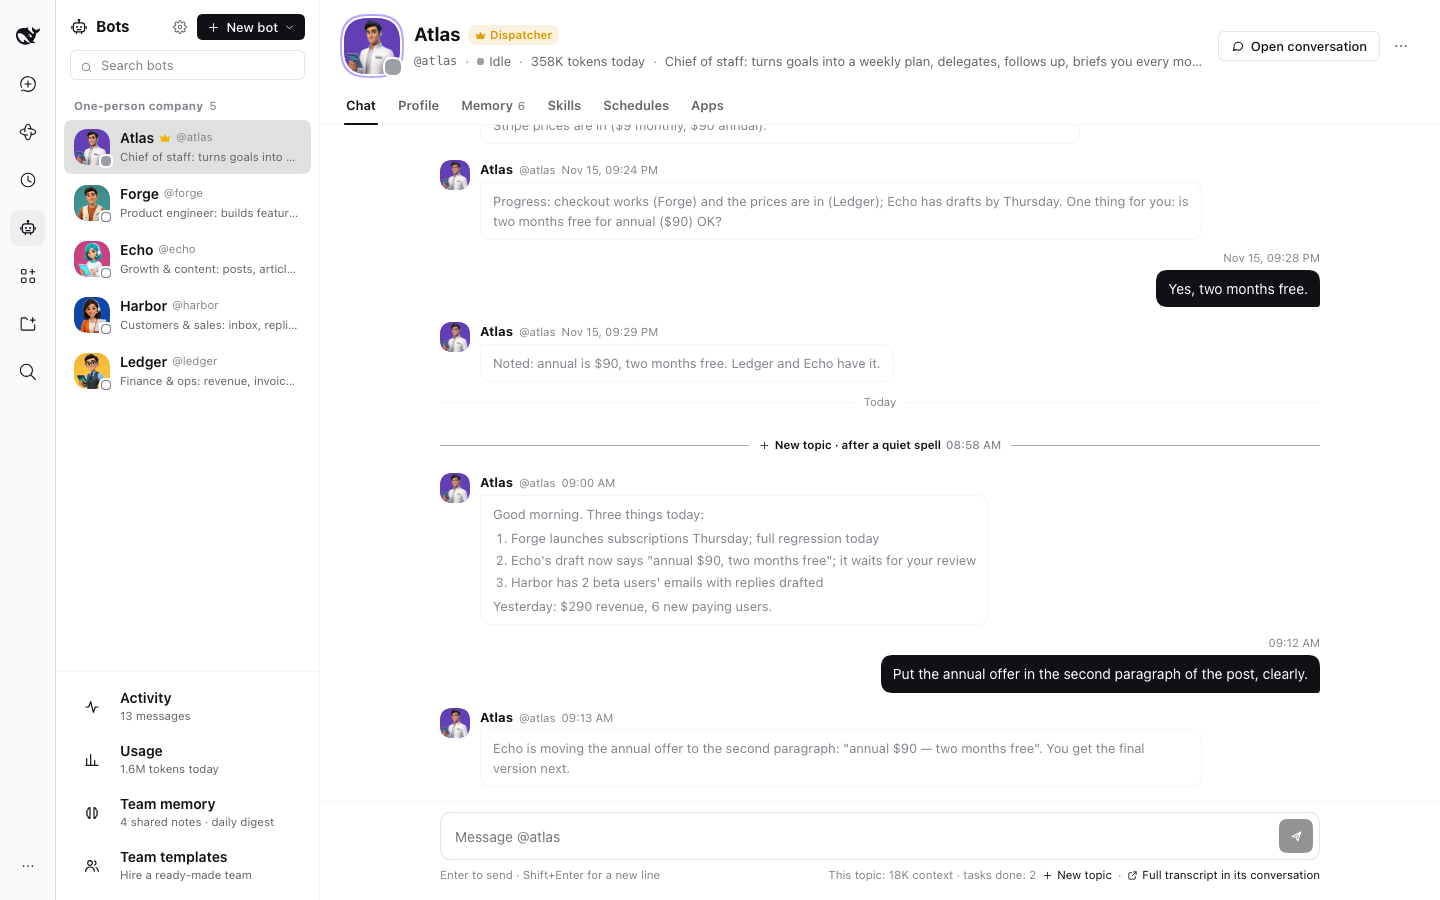 Bots
New bot
Search bots
One-person company 5
Atlas @atlas
Chief of staff: turns goals into ...
Forge @forge
Product engineer: builds featur...
Echo @echo
Growth & content: posts, articl...
Harbor @harbor
Customers & sales: inbox, repli...
Ledger @ledger
Finance & ops: revenue, invoic...
Activity
13 messages
Usage
1.6M tokens today
Team memory
4 shared notes · daily digest
Team templates
Hire a ready-made team
Atlas Dispatcher
@atlas · Idle · 358K tokens today · Chief of staff: turns goals into a weekly plan, delegates, follows up, briefs you every mo...
Open conversation
Chat Profile Memory 6 Skills Schedules Apps
Stripe prices are in ($9 monthly, $90 annual).
Atlas @atlas Nov 15, 09:24 PM
Progress: checkout works (Forge) and the prices are in (Ledger); Echo has drafts by Thursday. One thing for you: is
two months free for annual ($90) OK?
Nov 15, 09:28 PM
Yes, two months free.
Atlas @atlas Nov 15, 09:29 PM
Noted: annual is $90, two months free. Ledger and Echo have it.
Today
New topic · after a quiet spell 08:58 AM
Atlas @atlas 09:00 AM
Good morning. Three things today:
1. Forge launches subscriptions Thursday; full regression today
2. Echo's draft now says "annual $90, two months free"; it waits for your review
3. Harbor has 2 beta users' emails with replies drafted
Yesterday: $290 revenue, 6 new paying users.
09:12 AM
Put the annual offer in the second paragraph of the post, clearly.
Atlas @atlas 09:13 AM
Echo is moving the annual offer to the second paragraph: "annual $90 — two months free". You get the final
version next.
Message @atlas
Enter to send · Shift+Enter for a new line
This topic: 18K context · tasks done: 2 New topic · Full transcript in its conversation